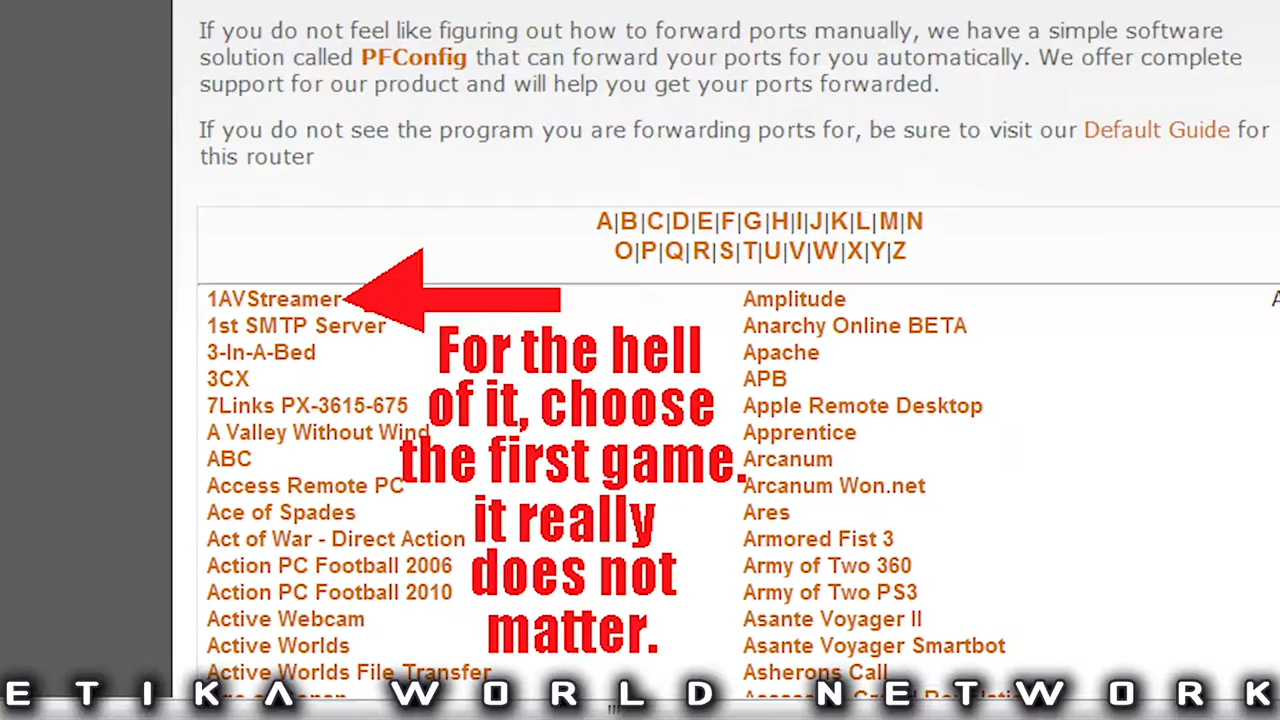 If you do not feel like figuring out how to forward ports manually, we have a simple software
solution called PFConfig that can forward your ports for you automatically. We offer complete
support for our product and will help you get your ports forwarded.
If you do not see the program you are forwarding ports for, be sure to visit our Default Guide for
this router
A|B|C|D|E|F|G|H|I|J|K|L|M|N
O|P|Q|R|S|T|U|V|W|X|Y|Z
1AVStreamer
1st SMTP Server
3-In-A-Bed
3CX
7Links PX-3615-675
A Valley Without Wind
ABC
Access Remote PC
Ace of Spades
Act of War - Direct Action
Action PC Football 2006
Action PC Football 2010
Active Webcam
Active Worlds
Active Worlds File Transfer
For the hell
of it, choose
the first game.
it really
does not
matter.
Amplitude
Anarchy Online BETA
Apache
APB
Apple Remote Desktop
Apprentice
Arcanum
Arcanum Won.net
Ares
Armored Fist 3
Army of Two 360
Army of Two PS3
Asante Voyager II
Asante Voyager Smartbot
Asherons Call
ETIKA WORLD NETWORK